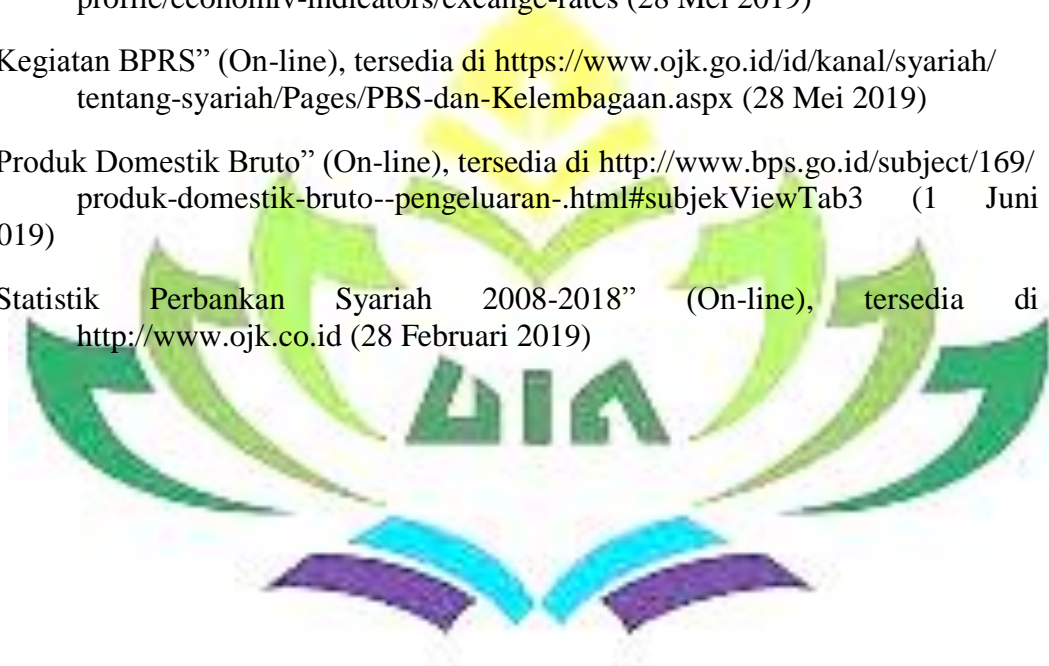 profile/economiv-indicators/excange-rates (28 Mei 2019)
Kegiatan BPRS” (On-line), tersedia di https://www.ojk.go.id/id/kanal/syariah/
tentang-syariah/Pages/PBS-dan-Kelembagaan.aspx (28 Mei 2019)
Produk Domestik Bruto” (On-line), tersedia di http://www.bps.go.id/subject/169/
produk-domestik-bruto--pengeluaran-.html#subjekViewTab3 (1 Juni
019)
Statistik Perbankan Syariah 2008-2018” (On-line), tersedia di
http://www.ojk.co.id (28 Februari 2019)
UIN